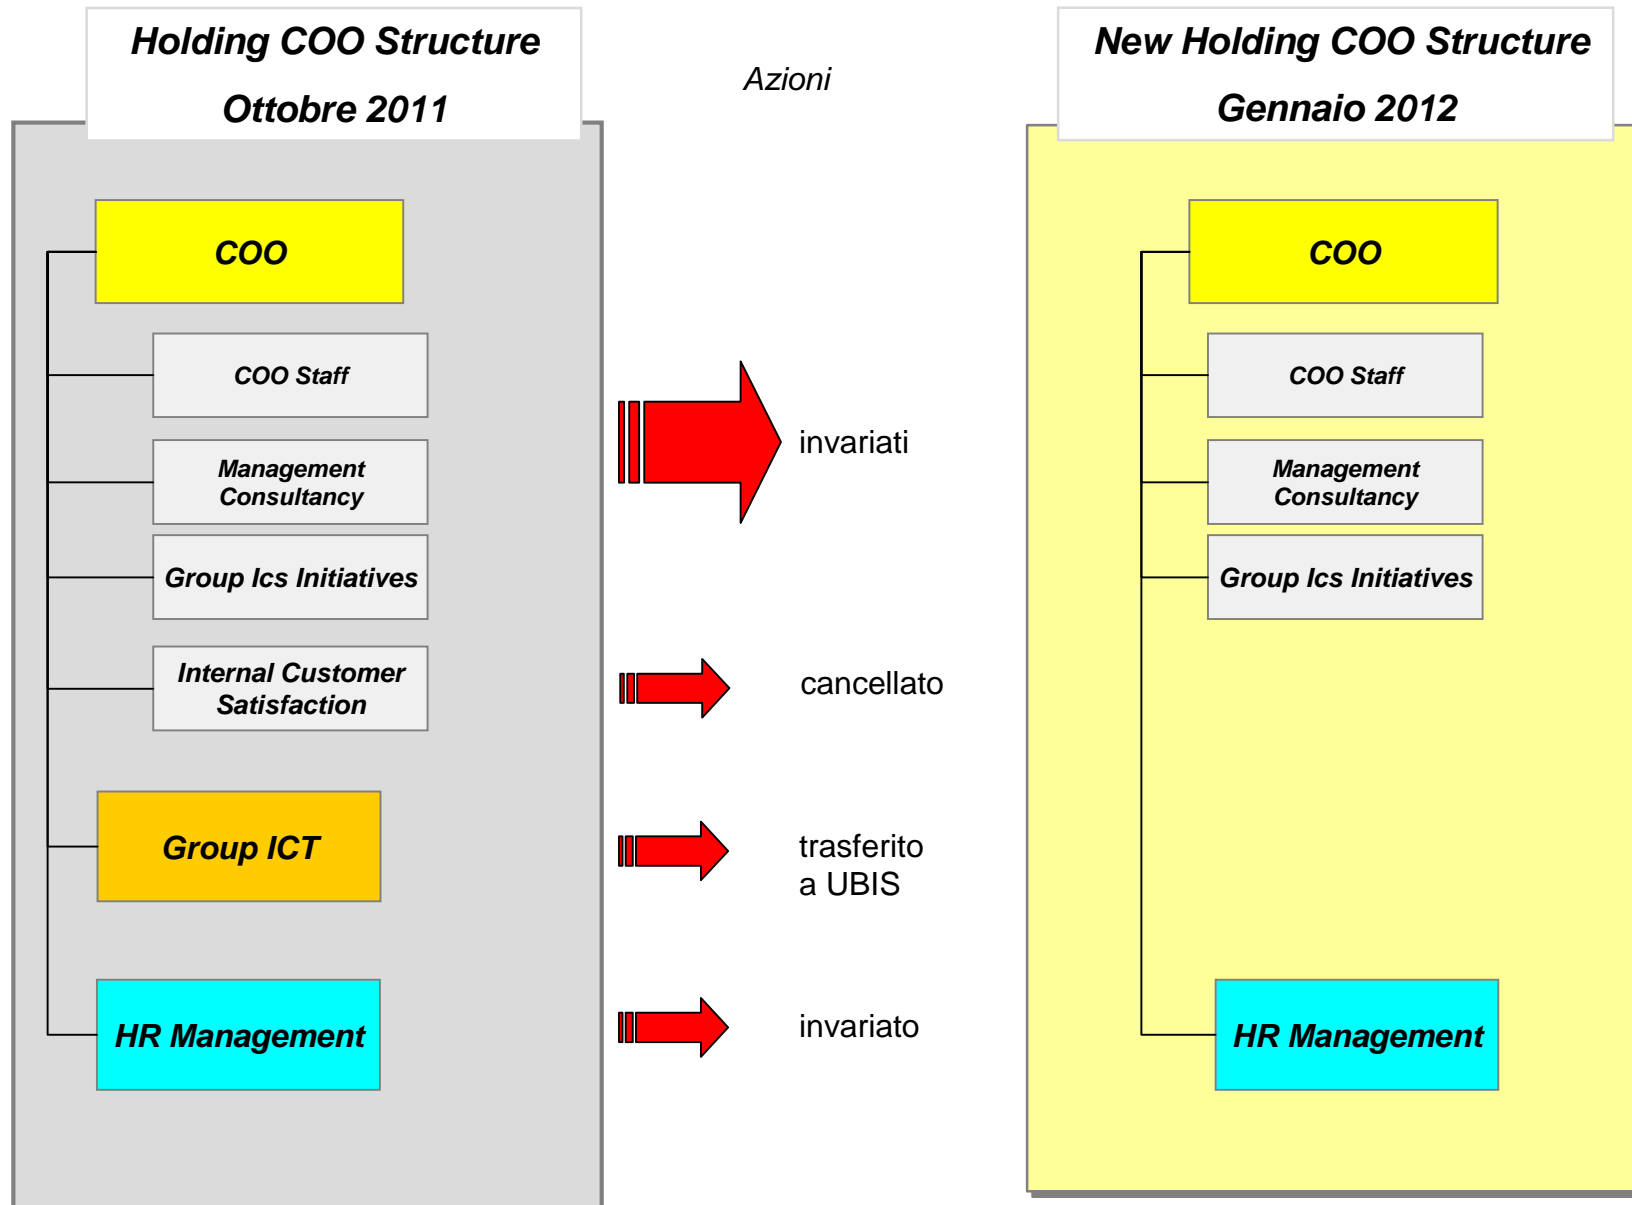 Holding COO Structure
Ottobre 2011
Azioni
New Holding COO Structure
Gennaio 2012
COO
COO Staff
Management
Consultancy
Group Ics Initiatives
Internal Customer
Satisfaction
Group ICT
HR Management
invariati
cancellato
trasferito
a UBIS
invariato
COO
COO Staff
Management
Consultancy
Group Ics Initiatives
HR Management